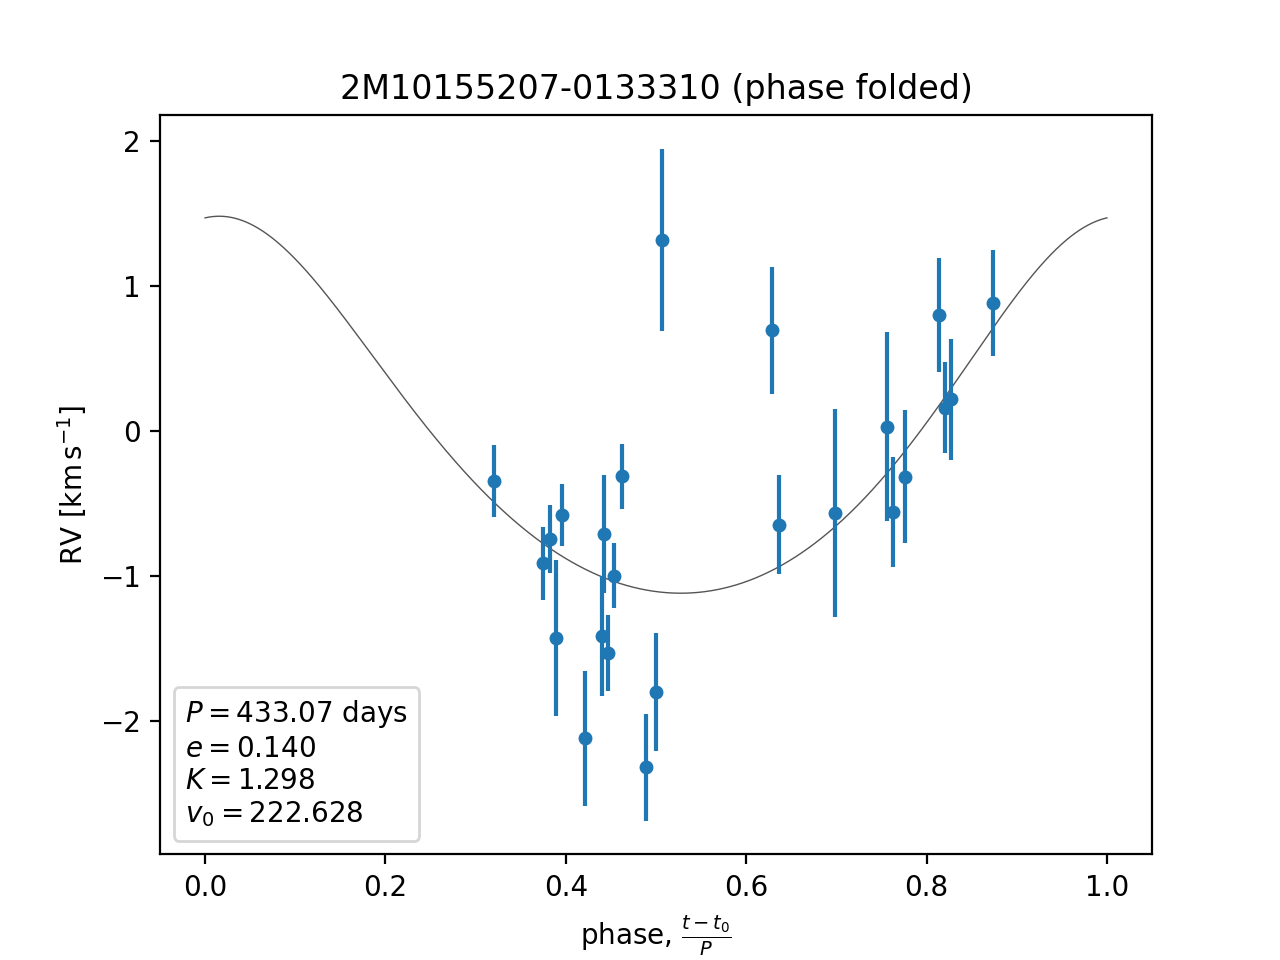 2M10155207-0133310 (phase folded)
RV [km s⁻¹]
2
1
0
−1
−2
P = 433.07 days
e = 0.140
K = 1.298
v₀ = 222.628
0.0 0.2 0.4 0.6 0.8 1.0
phase, (t − t₀)/P